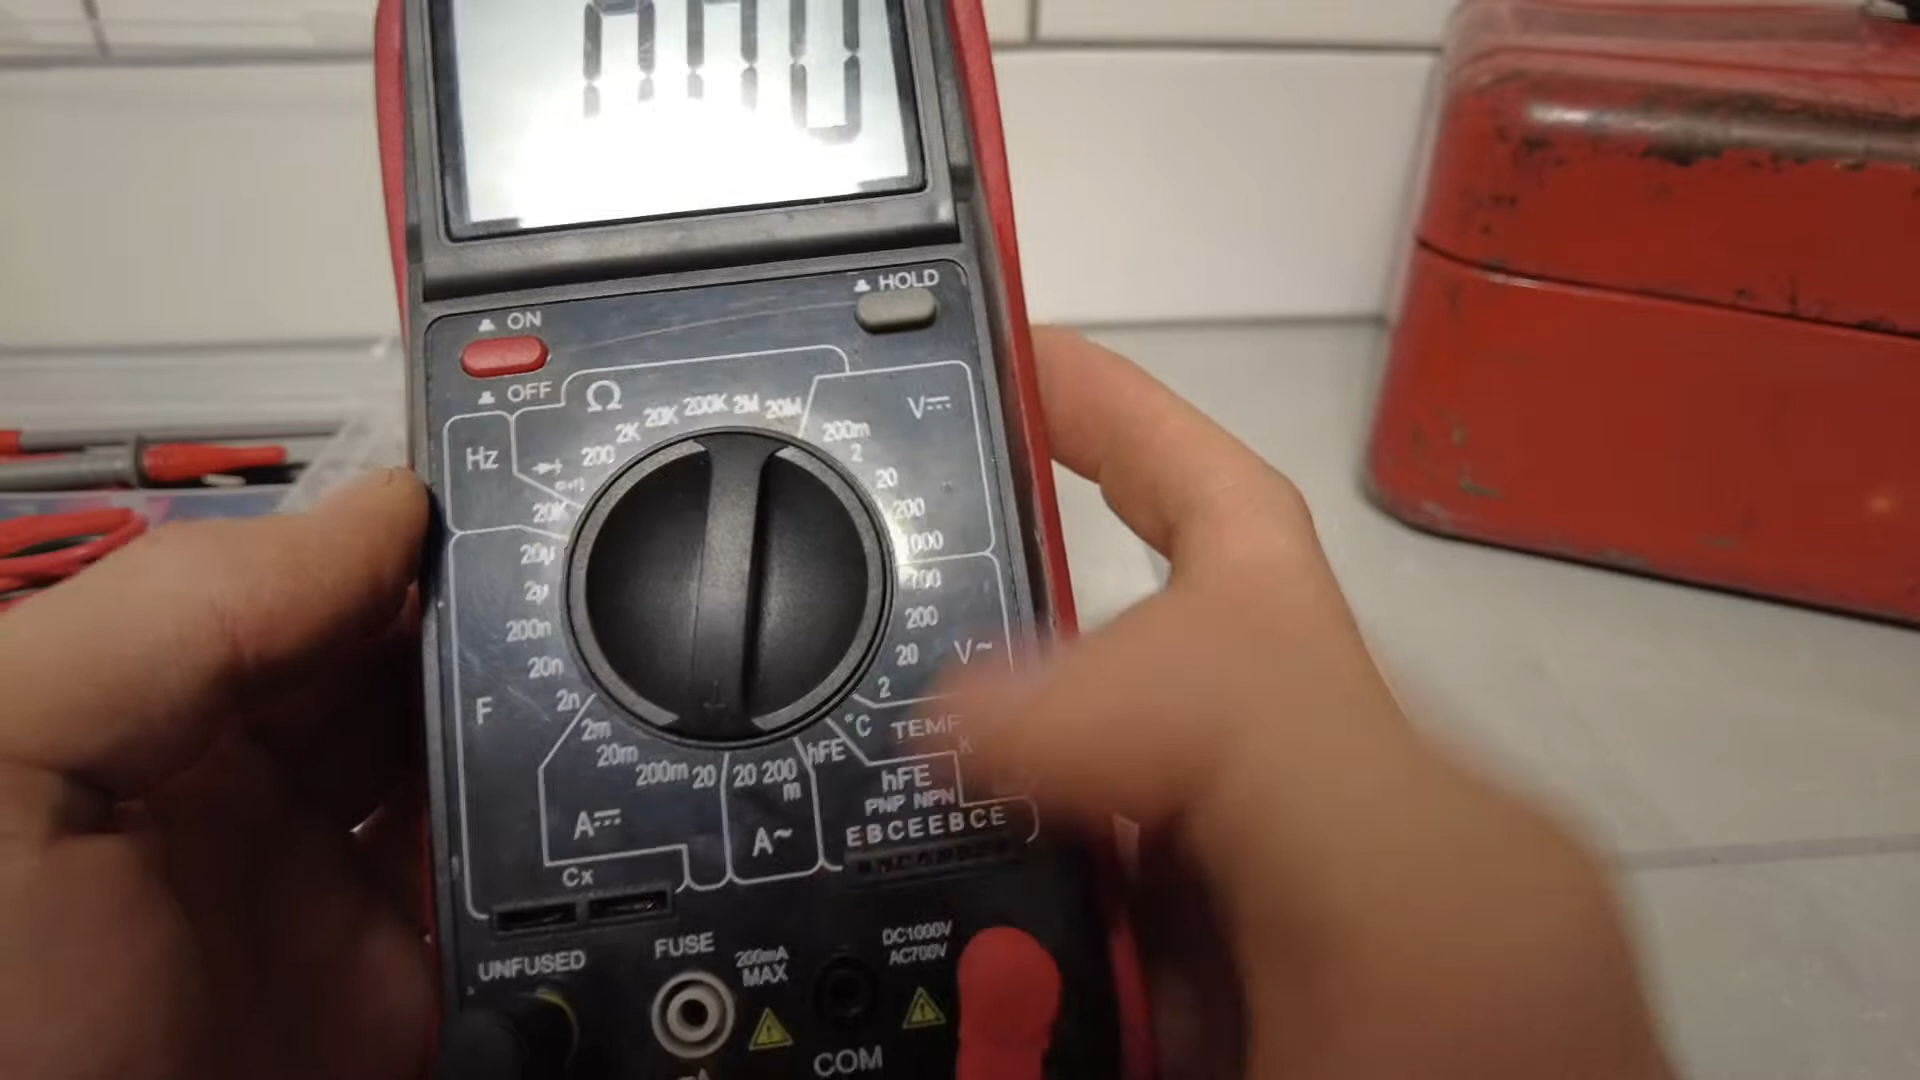 HOLD
ON
OFF
Ω
200K 2M 20M
20K
2K
200
V⎓
200m
2
20
200
1000
Hz
20K
20µ
2µ
200n
20n
2n
F
700
200
20
2
V~
2m
20m
200m 20
20 200
m
hFE
°C
A⎓
A~
hFE
PNP NPN
EBCEEBCE
Cx
UNFUSED
FUSE
200mA
MAX
DC1000V
AC700V
COM